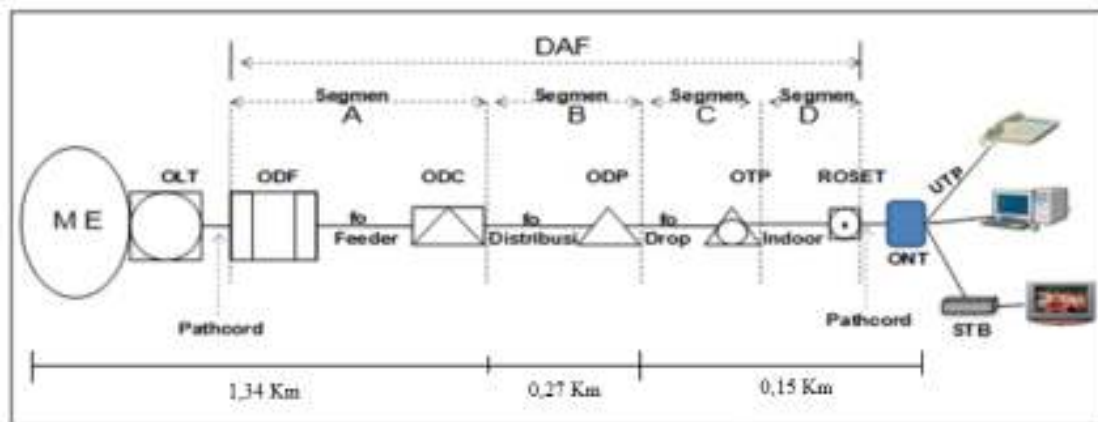 DAF
Segmen A
Segmen B
Segmen C
Segmen D
OLT
ODF
ODC
ODP
OTP
ROSET
ME
fo Feeder
fo Distribusi
fo Drop
Indoor
ONT
UTP
STB
Pathcord
Pathcord
1,34 Km
0,27 Km
0,15 Km